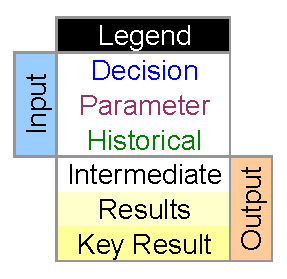 Legend
Input
Decision
Parameter
Historical
Intermediate
Results
Key Result
Output